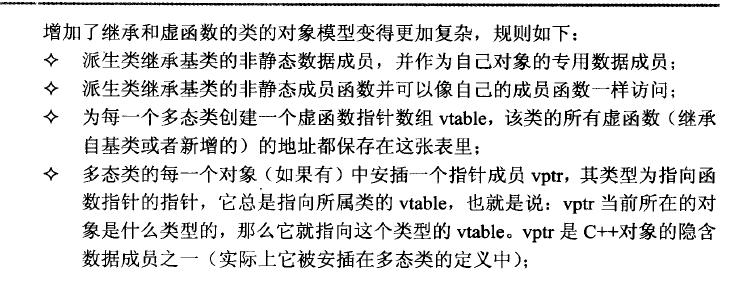 增加了继承和虚函数的类的对象模型变得更加复杂，规则如下：
✧ 派生类继承基类的非静态数据成员，并作为自己对象的专用数据成员；
✧ 派生类继承基类的非静态成员函数并可以像自己的成员函数一样访问；
✧ 为每一个多态类创建一个虚函数指针数组 vtable，该类的所有虚函数（继承
自基类或者新增的）的地址都保存在这张表里；
✧ 多态类的每一个对象（如果有）中安插一个指针成员 vptr，其类型为指向函
数指针的指针，它总是指向所属类的 vtable，也就是说：vptr 当前所在的对
象是什么类型的，那么它就指向这个类型的 vtable。vptr 是 C++对象的隐含
数据成员之一（实际上它被安插在多态类的定义中）；